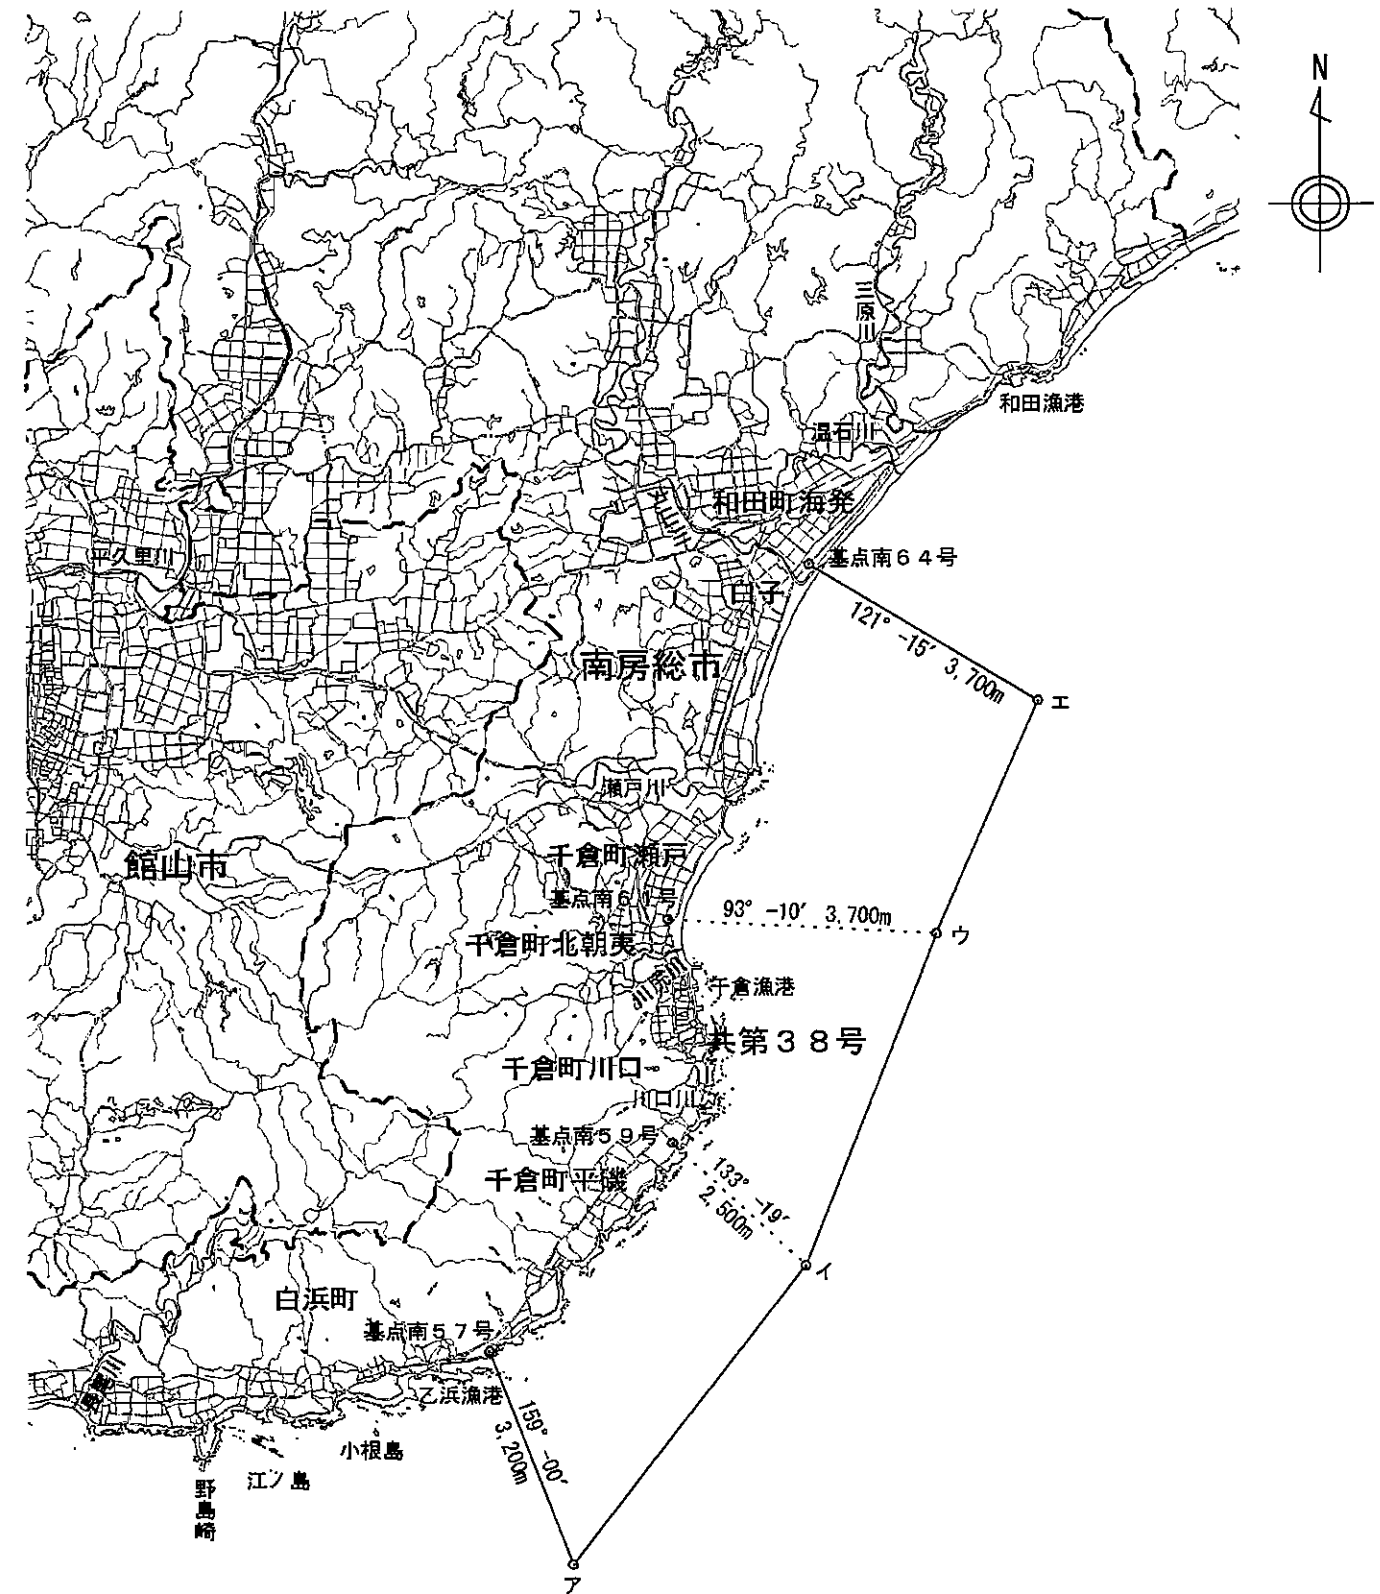 N
三原川
和田漁港
温石川
和田町海発
丸山川
平久里川
基点南64号
白子
121° -15′ 3,700m
南房総市
エ
瀬戸川
千倉町瀬戸
館山市
基点南61号
93° -10′ 3,700m
ウ
千倉町北朝夷
川尻川
千倉漁港
共第38号
千倉町川口
川口川
基点南59号
133° -19′
2,500m
千倉町平磯
イ
白浜町
基点南57号
乙浜漁港
159° -00′
3,200m
小根島
江ノ島
野島崎
ア